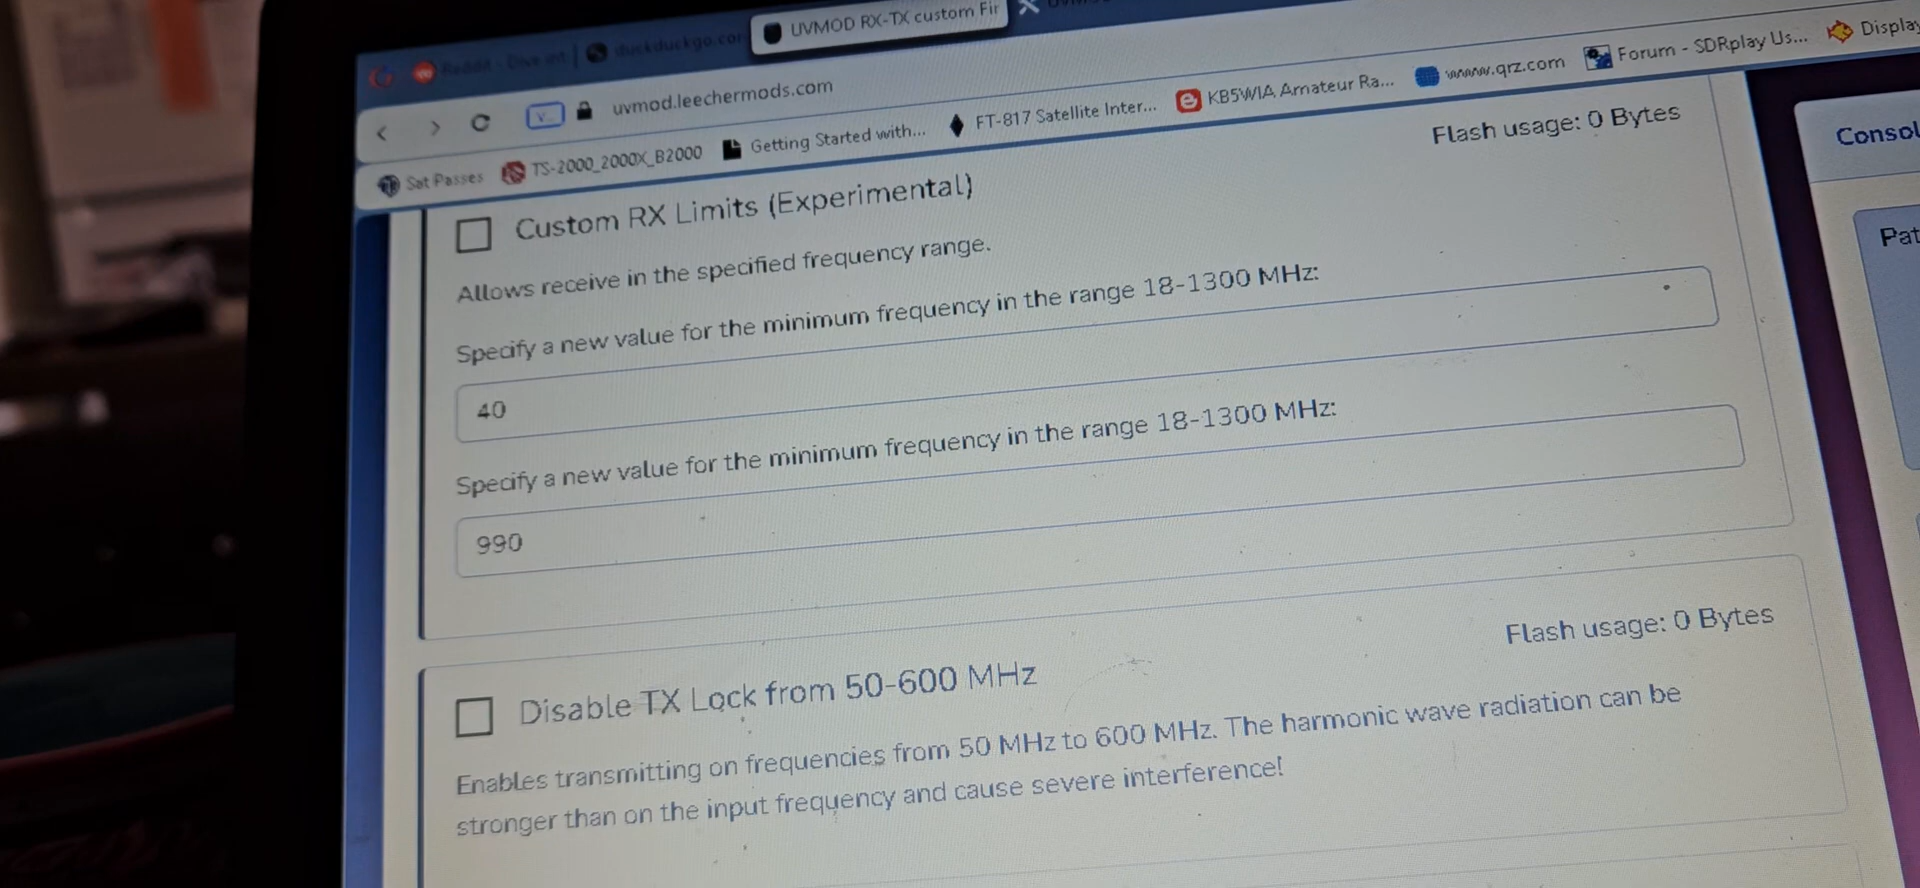 UVMOD RX-TX custom Fir
uvmod.leechermods.com
Sat Passes TS-2000_2000X_B2000 Getting Started with... FT-817 Satellite Inter... KB5WIA Amateur Ra... www.qrz.com Forum - SDRplay Us... Display
Flash usage: 0 Bytes
Consol
Custom RX Limits (Experimental)
Pat
Allows receive in the specified frequency range.
Specify a new value for the minimum frequency in the range 18-1300 MHz:
40
Specify a new value for the minimum frequency in the range 18-1300 MHz:
990
Flash usage: 0 Bytes
Disable TX Lock from 50-600 MHz
Enables transmitting on frequencies from 50 MHz to 600 MHz. The harmonic wave radiation can be
stronger than on the input frequency and cause severe interference!